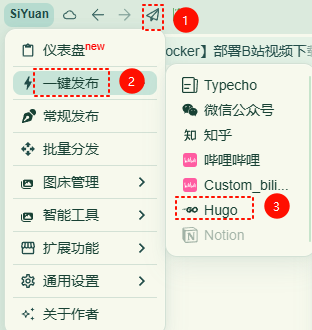 SiYuan
1
ocker】部署B站视频下
仪表盘new
一键发布
2
常规发布
批量分发
图床管理
智能工具
扩展功能
通用设置
关于作者
Typecho
微信公众号
知 知乎
哔哩哔哩
Custom_bili...
GO Hugo
3
Notion